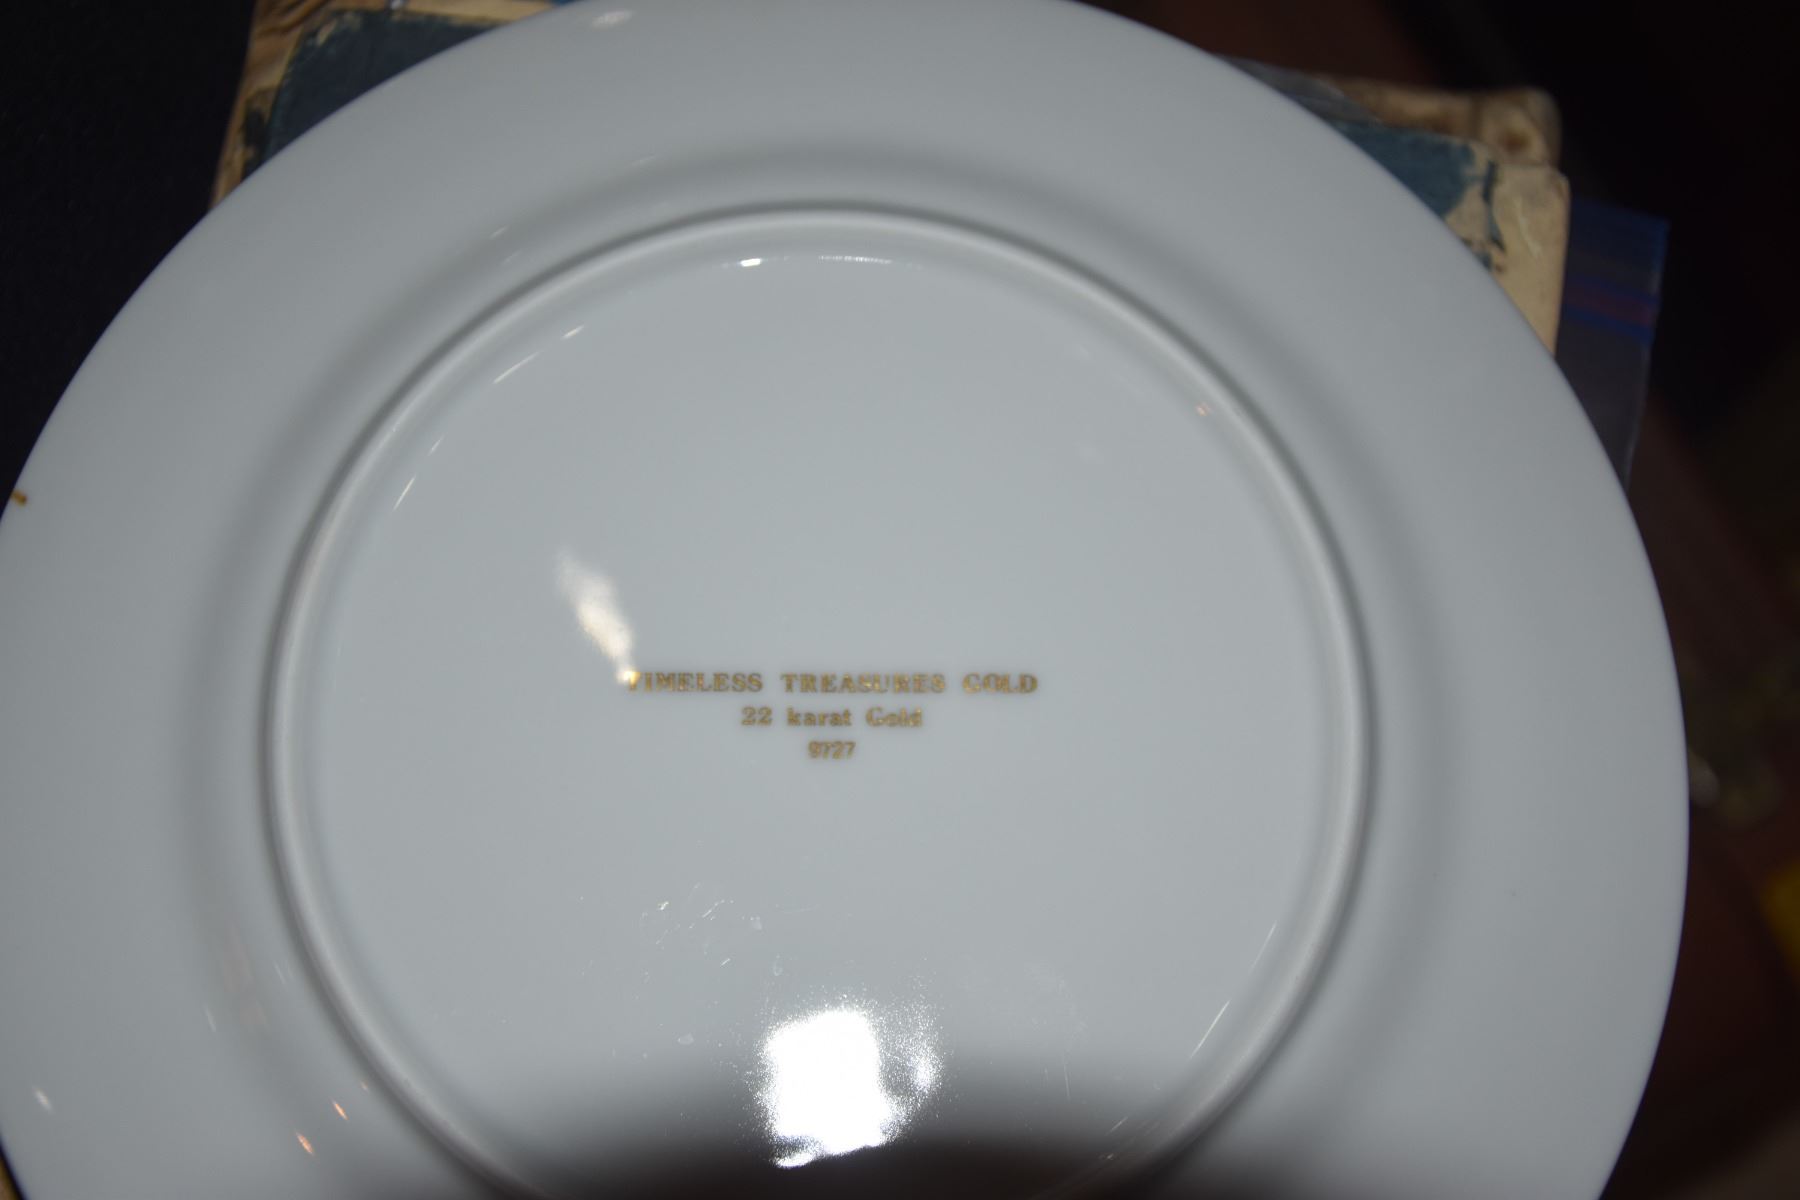 TIMELESS TREASURES GOLD
22 karat Gold
9727